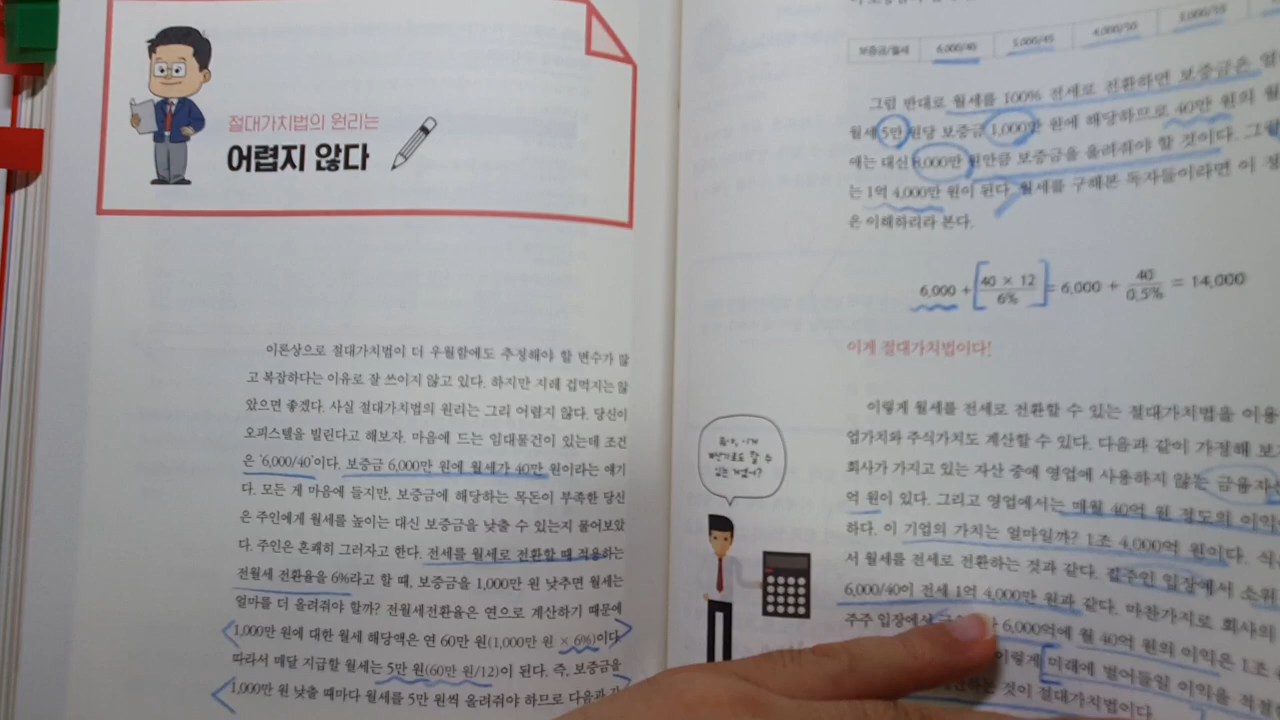 절대가치법의 원리는
어렵지 않다
이론상으로 절대가치법이 더 우월함에도 추정해야 할 변수가 많
고 복잡하다는 이유로 잘 쓰이지 않고 있다. 하지만 지레 겁먹지는 않
았으면 좋겠다. 사실 절대가치법의 원리는 그리 어렵지 않다. 당신이
오피스텔을 빌린다고 해보자. 마음에 드는 임대물건이 있는데 조건
은 '6,000/40'이다. 보증금 6,000만 원에 월세가 40만 원이라는 얘기
다. 모든 게 마음에 들지만, 보증금에 해당하는 목돈이 부족한 당신
은 주인에게 월세를 높이는 대신 보증금을 낮출 수 있는지 물어보았
다. 주인은 흔쾌히 그러자고 한다. 전세를 월세로 전환할 때 적용하는
전월세 전환율을 6%라고 할 때, 보증금을 1,000만 원 낮추면 월세는
얼마를 더 올려줘야 할까? 전월세전환율은 연으로 계산하기 때문에
1,000만 원에 대한 월세 해당액은 연 60만 원(1,000만 원 × 6%)이다
따라서 매달 지급할 월세는 5만 원(60만 원/12)이 된다. 즉, 보증금을
1,000만 원 낮출 때마다 월세를 5만 원씩 올려줘야 하므로 다음과
보증금/월세 6,000/40 5,000/45 4,000/50 3,000/55
그럼 반대로 월세를 100% 전세로 전환하면 보증금은
월세 5만 원당 보증금 1,000만 원에 해당하므로 40만 원의 월
애는 대신 8,000만 원만큼 보증금을 올려줘야 할 것이다. 그
는 1억 4,000만 원이 된다. 월세를 구해본 독자들이라면 이 정
은 이해하리라 본다.
6,000 + [40 × 12 / 6%] = 6,000 + 40 / 0.5% = 14,000
이게 절대가치법이다!
이렇게 월세를 전세로 전환할 수 있는 절대가치법을 이용
업가치와 주식가치도 계산할 수 있다. 다음과 같이 가정해 보
회사가 가지고 있는 자산 중에 영업에 사용하지 않는 금융자산
억 원이 있다. 그리고 영업에서는 매월 40억 원 정도의 이익
하다. 이 기업의 가치는 얼마일까? 1조 4,000억 원이다. 식
서 월세를 전세로 전환하는 것과 같다. 집주인 입장에서 소위
6,000/40이 전세 1억 4,000만 원과 같다. 마찬가지로 회사의
주주 입장에서 6,000억에 월 40억 원의 이익은 1조
이렇게 미래에 벌어들일 이익을 적절
하는 것이 절대가치법이다.